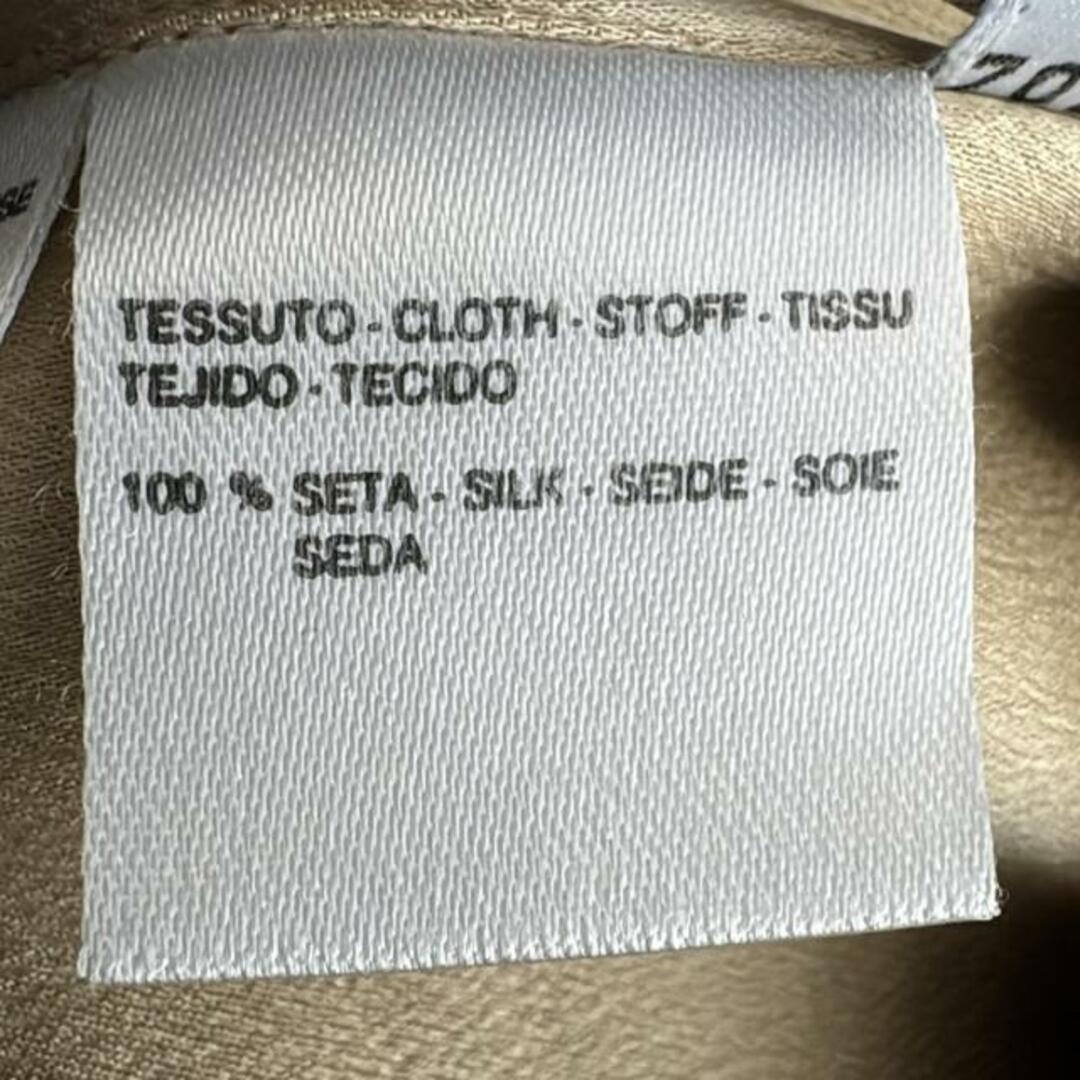 TESSUTO - CLOTH - STOFF - TISSU
TEJIDO - TECIDO
100 % SETA - SILK - SEIDE - SOIE
SEDA